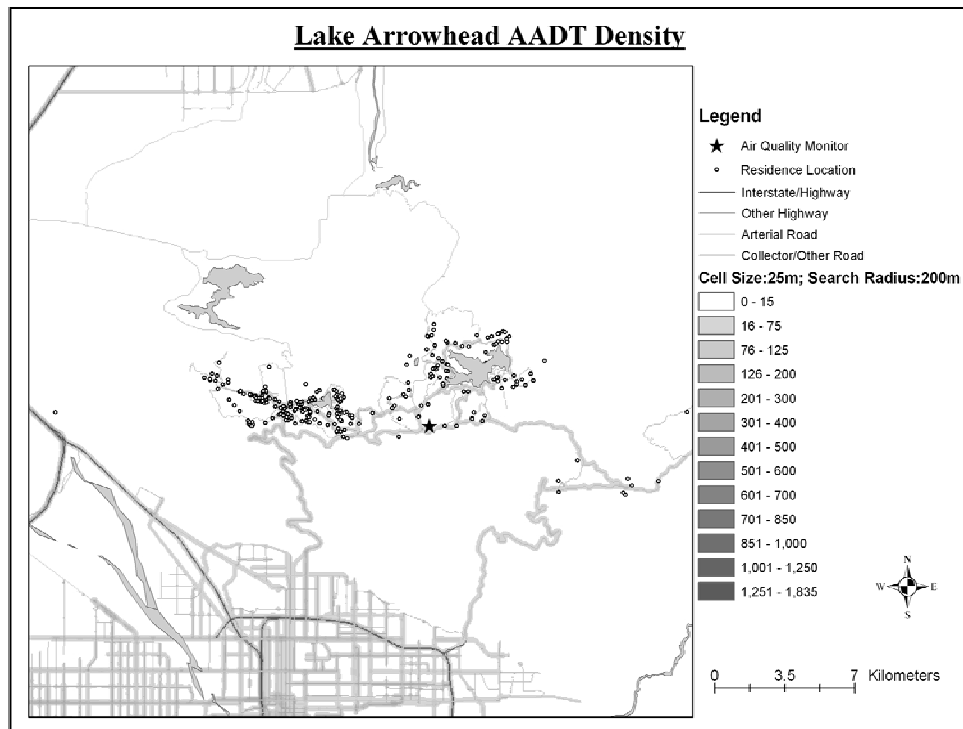 Lake Arrowhead AADT Density
Legend
Air Quality Monitor
Residence Location
Interstate/Highway
Other Highway
Arterial Road
Collector/Other Road
Cell Size:25m; Search Radius:200m
0 - 15
16 - 75
76 - 125
126 - 200
201 - 300
301 - 400
401 - 500
501 - 600
601 - 700
701 - 850
851 - 1,000
1,001 - 1,250
1,251 - 1,835
N
W E
S
0 3.5 7 Kilometers